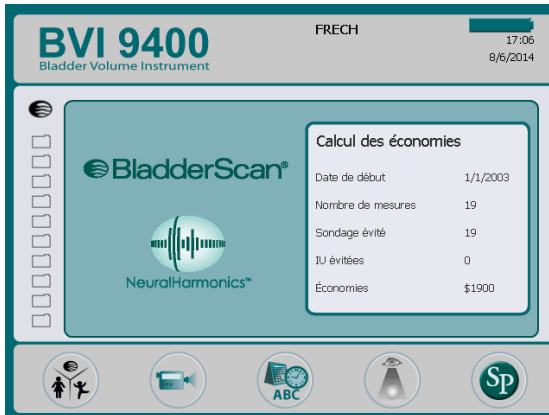 BVI 9400
Bladder Volume Instrument
FRECH
17:06
8/6/2014
BladderScan®
NeuralHarmonics™
Calcul des économies
Date de début 1/1/2003
Nombre de mesures 19
Sondage évité 19
IU évitées 0
Économies $1900
ABC
SP